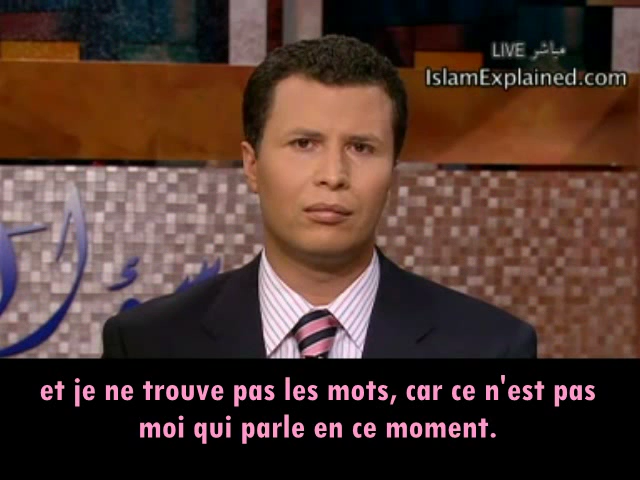 LIVE مباشر
IslamExplained.com
سؤال
et je ne trouve pas les mots, car ce n'est pas
moi qui parle en ce moment.